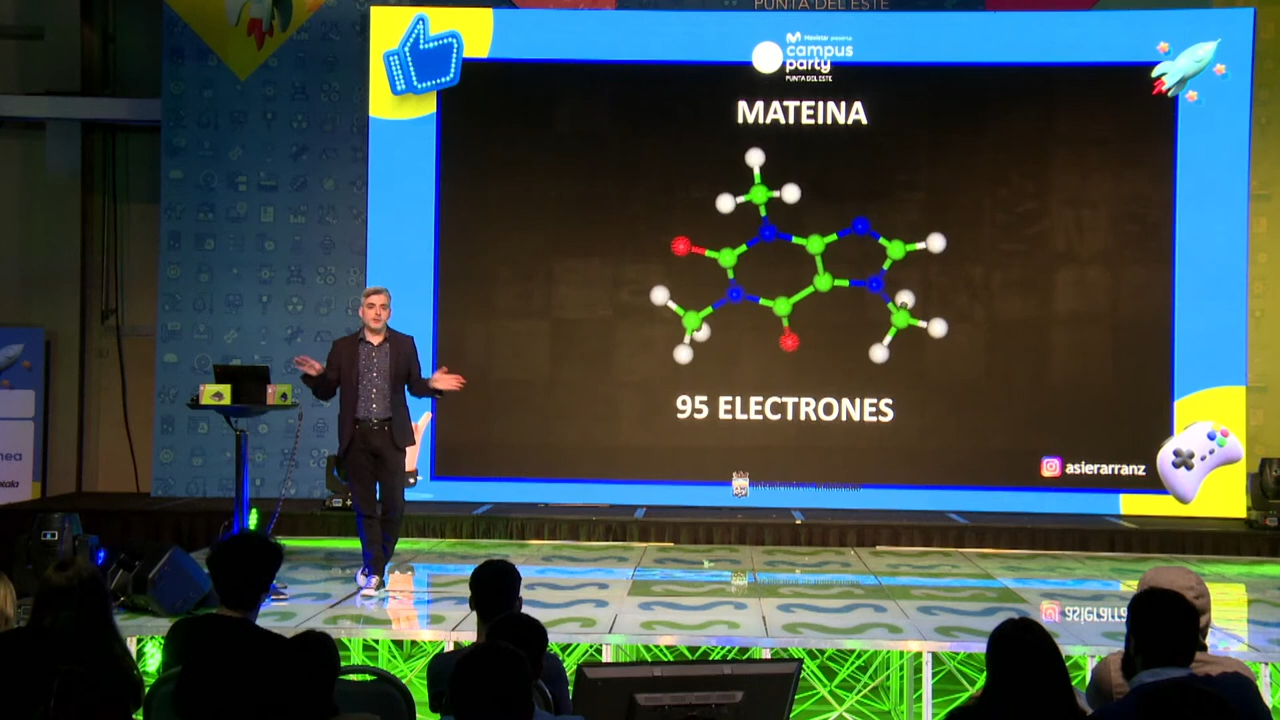 PUNTA DEL ESTE
Movistar presenta
campus
party
PUNTA DEL ESTE
MATEINA
95 ELECTRONES
asierarranz